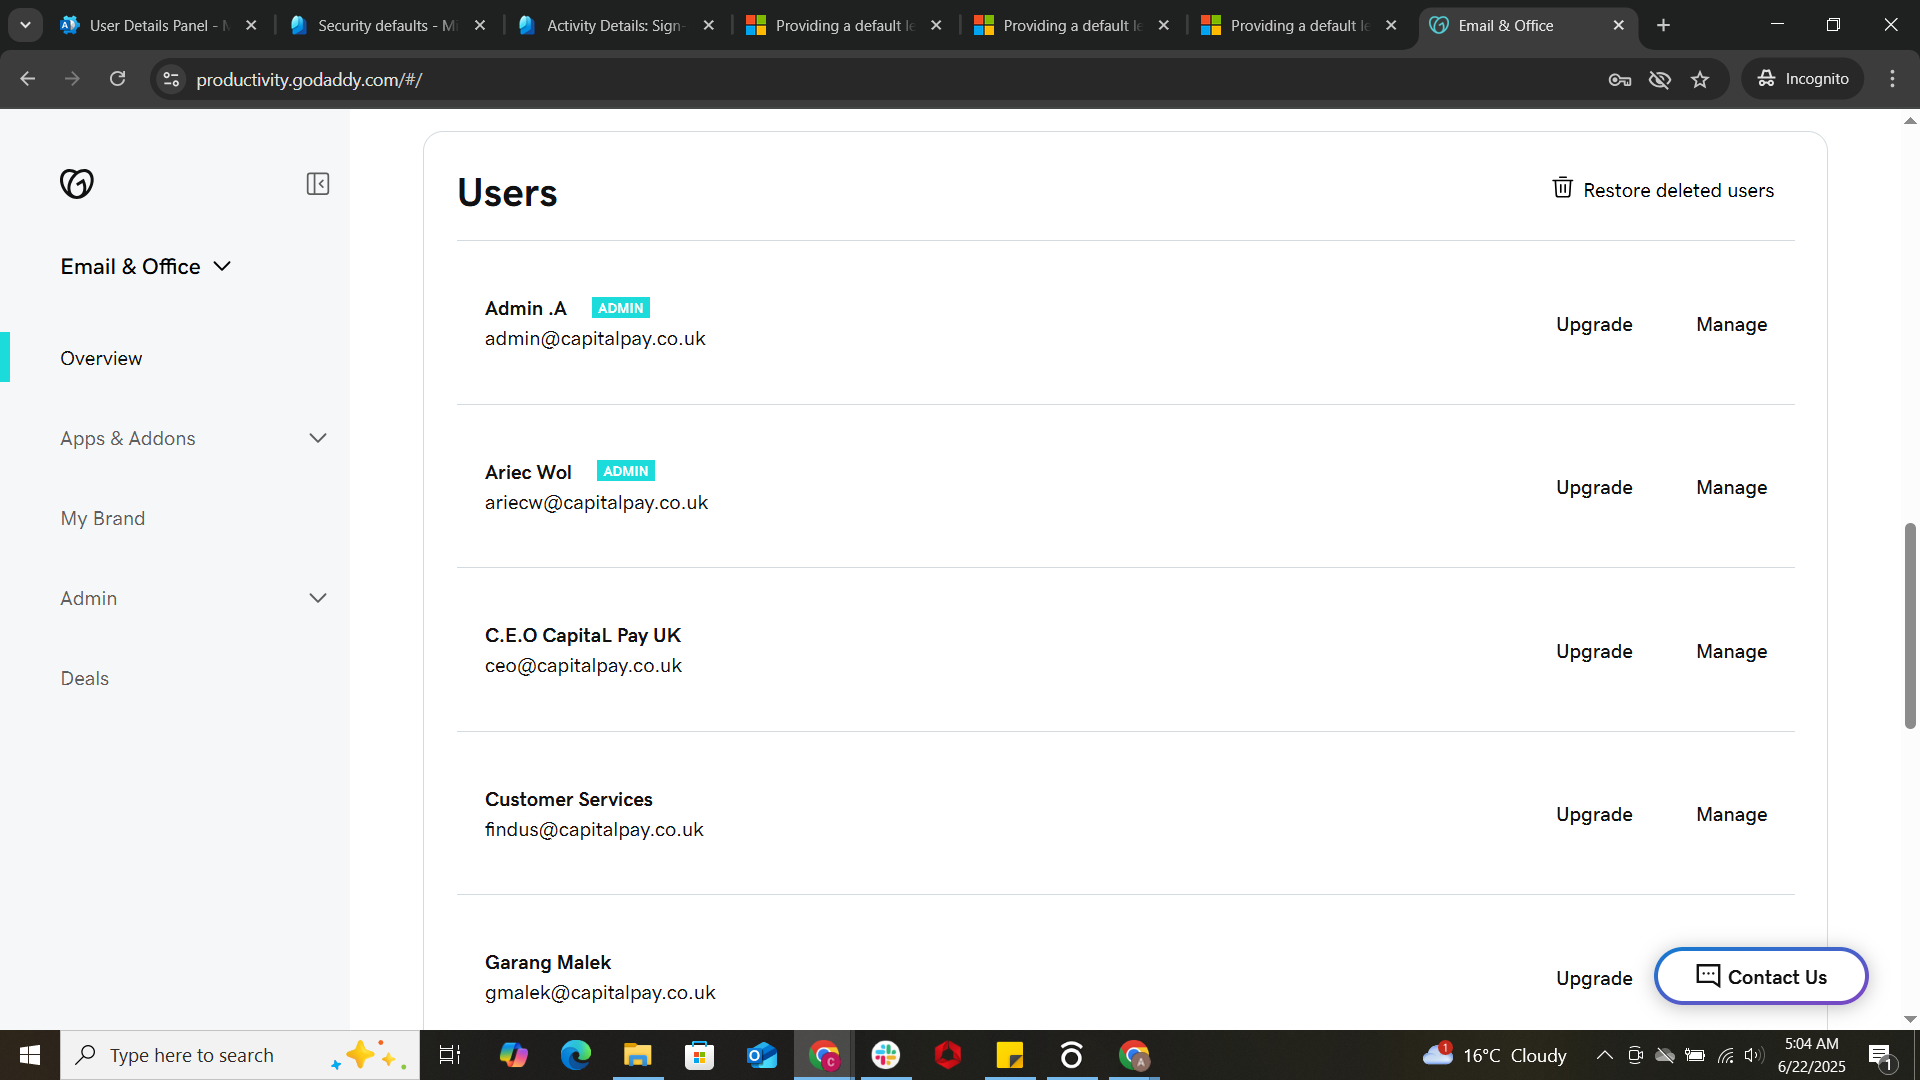 User Details Panel - M
Security defaults - Mi
Activity Details: Sign-
Providing a default le
Providing a default le
Providing a default le
Email & Office
productivity.godaddy.com/#/
Incognito
Email & Office
Overview
Apps & Addons
My Brand
Admin
Deals
Users
Restore deleted users
Admin .A ADMIN
admin@capitalpay.co.uk
Upgrade Manage
Ariec Wol ADMIN
ariecw@capitalpay.co.uk
Upgrade Manage
C.E.O CapitaL Pay UK
ceo@capitalpay.co.uk
Upgrade Manage
Customer Services
findus@capitalpay.co.uk
Upgrade Manage
Garang Malek
gmalek@capitalpay.co.uk
Upgrade
Contact Us
Type here to search
C
A
1
16°C Cloudy
5:04 AM
6/22/2025
1